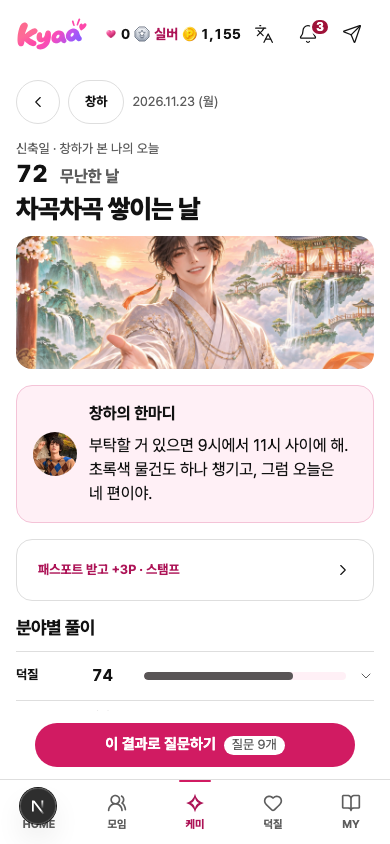 kyaa
0 실버 1,155
3
창하
2026.11.23 (월)
신축일 · 창하가 본 나의 오늘
72 무난한 날
차곡차곡 쌓이는 날
창하의 한마디
부탁할 거 있으면 9시에서 11시 사이에 해.
초록색 물건도 하나 챙기고, 그럼 오늘은
네 편이야.
패스포트 받고 +3P · 스탬프
분야별 풀이
덕질 74
이 결과로 질문하기 질문 9개
N
HOME 모임 케미 덕질 MY